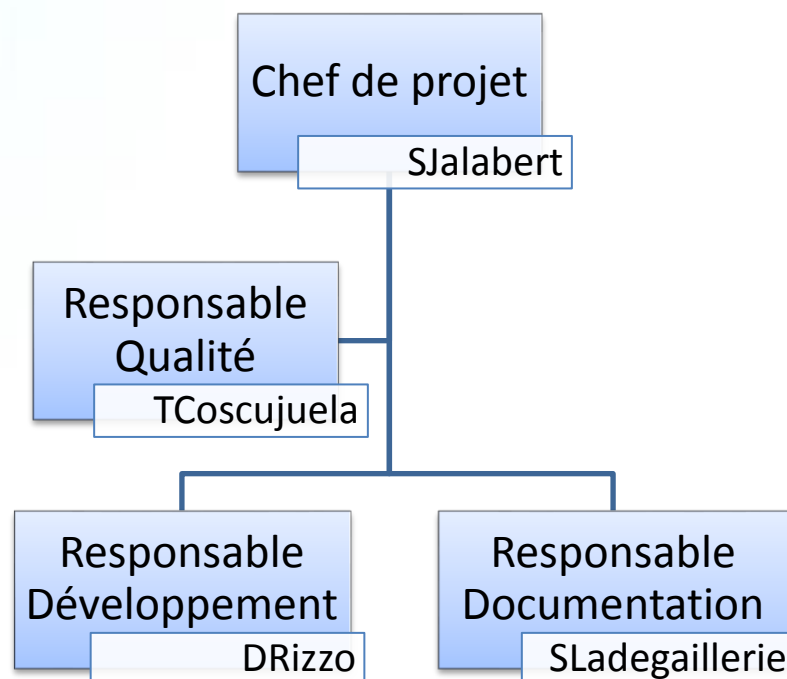 Chef de projet
SJalabert
Responsable
Qualité
TCoscujuela
Responsable
Développement
DRizzo
Responsable
Documentation
SLadegaillerie